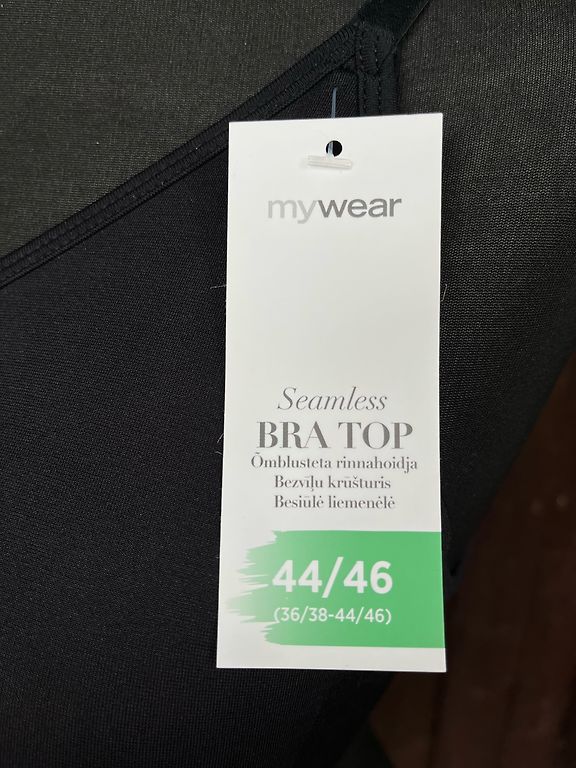 mywear
Seamless
BRA TOP
Õmblusteta rinnahoidja
Bezvīļu krūšturis
Besiūlė liemenėlė
44/46
(36/38-44/46)